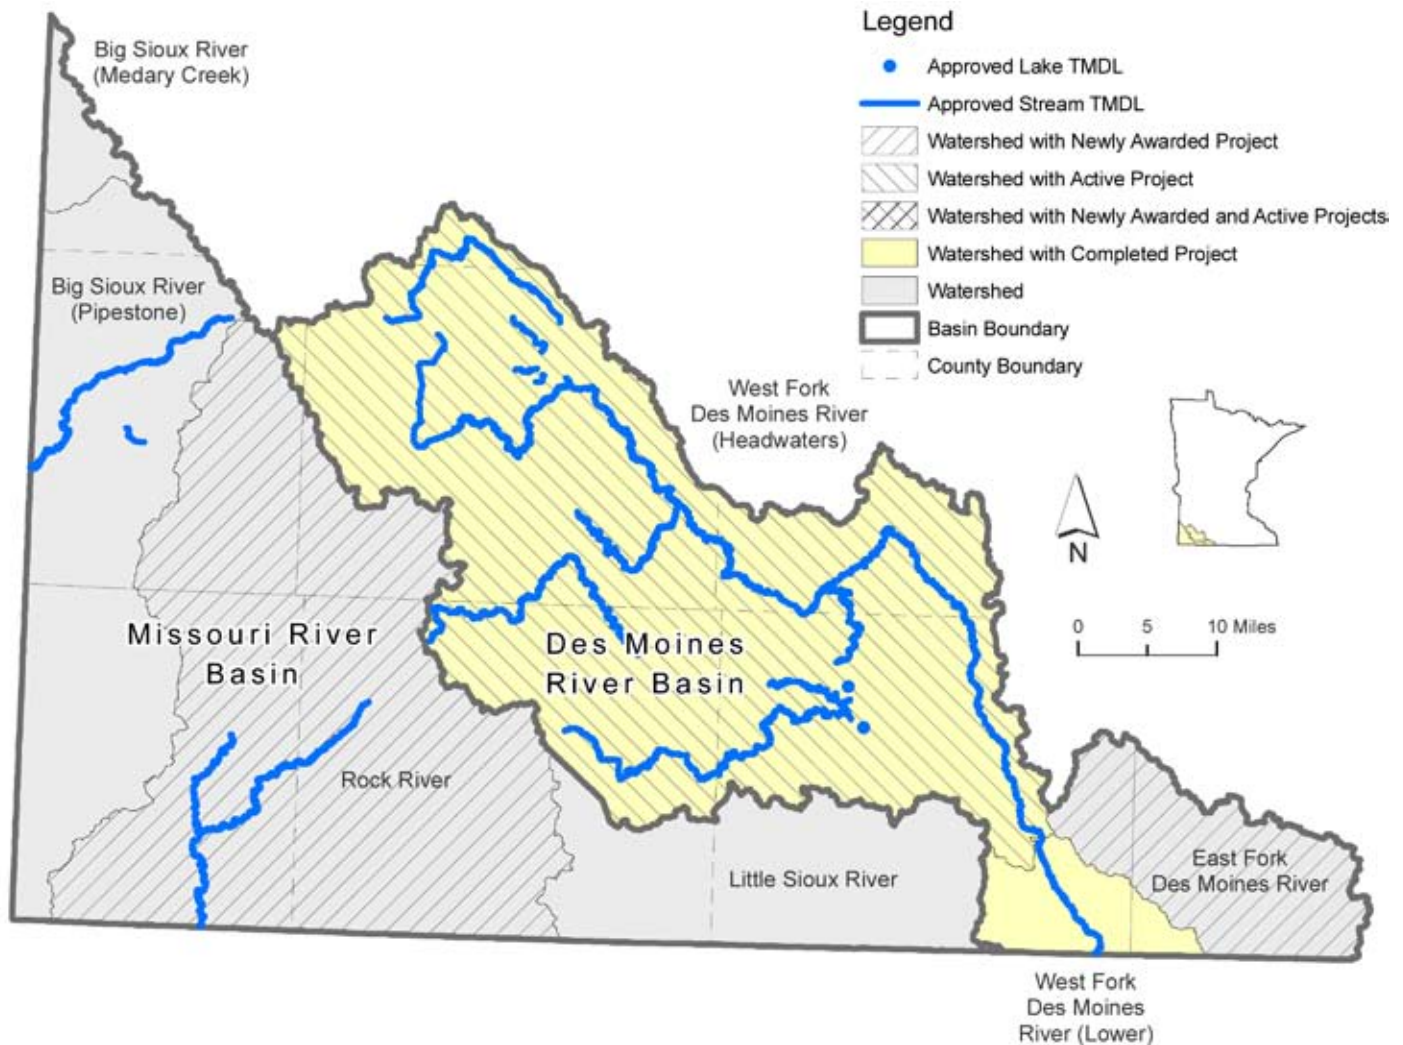 Legend
Approved Lake TMDL
Approved Stream TMDL
Watershed with Newly Awarded Project
Watershed with Active Project
Watershed with Newly Awarded and Active Projects
Watershed with Completed Project
Watershed
Basin Boundary
County Boundary
Big Sioux River
(Medary Creek)
Big Sioux River
(Pipestone)
West Fork
Des Moines River
(Headwaters)
N
0 5 10 Miles
Missouri River
Basin
Des Moines
River Basin
Rock River
Little Sioux River
East Fork
Des Moines River
West Fork
Des Moines
River (Lower)